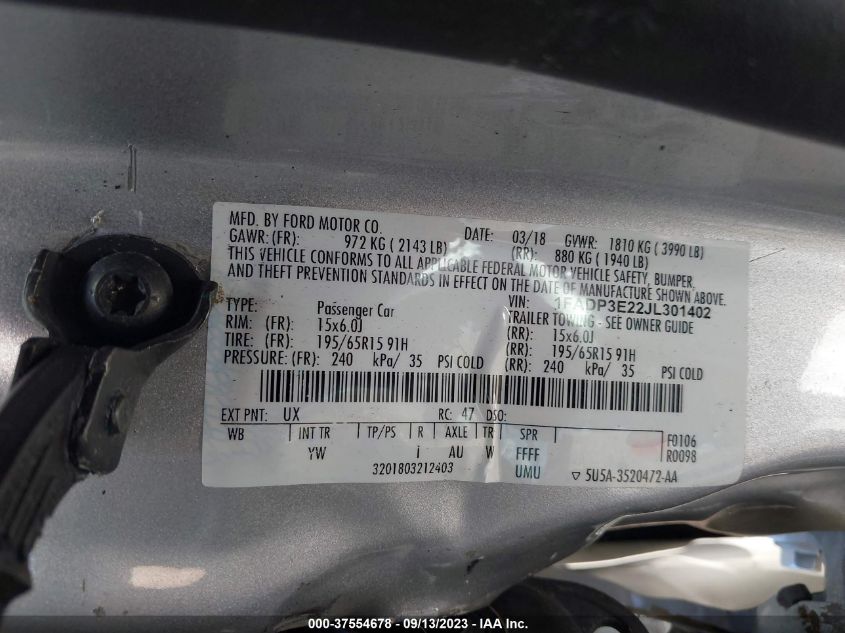 MFD. BY FORD MOTOR CO. DATE: 03/18 GVWR: 1810 KG ( 3990 LB)
GAWR: (FR): 972 KG ( 2143 LB) (RR): 880 KG ( 1940 LB)
THIS VEHICLE CONFORMS TO ALL APPLICABLE FEDERAL MOTOR VEHICLE SAFETY, BUMPER,
AND THEFT PREVENTION STANDARDS IN EFFECT ON THE DATE OF MANUFACTURE SHOWN ABOVE.
VIN: 1FADP3E22JL301402
TYPE: Passenger Car TRAILER TOWING - SEE OWNER GUIDE
RIM: (FR): 15x6.0J (RR): 15x6.0J
TIRE: (FR): 195/65R15 91H (RR): 195/65R15 91H
PRESSURE: (FR): 240 kPa/ 35 PSI COLD (RR): 240 kPa/ 35 PSI COLD
EXT PNT: UX RC: 47 DSO:
WB INT TR TP/PS R AXLE TR SPR F0106
YW i AU W FFFF R0098
3201803212403 UMU ▽ 5U5A-3520472-AA
000-37554678 - 09/13/2023 - IAA Inc.